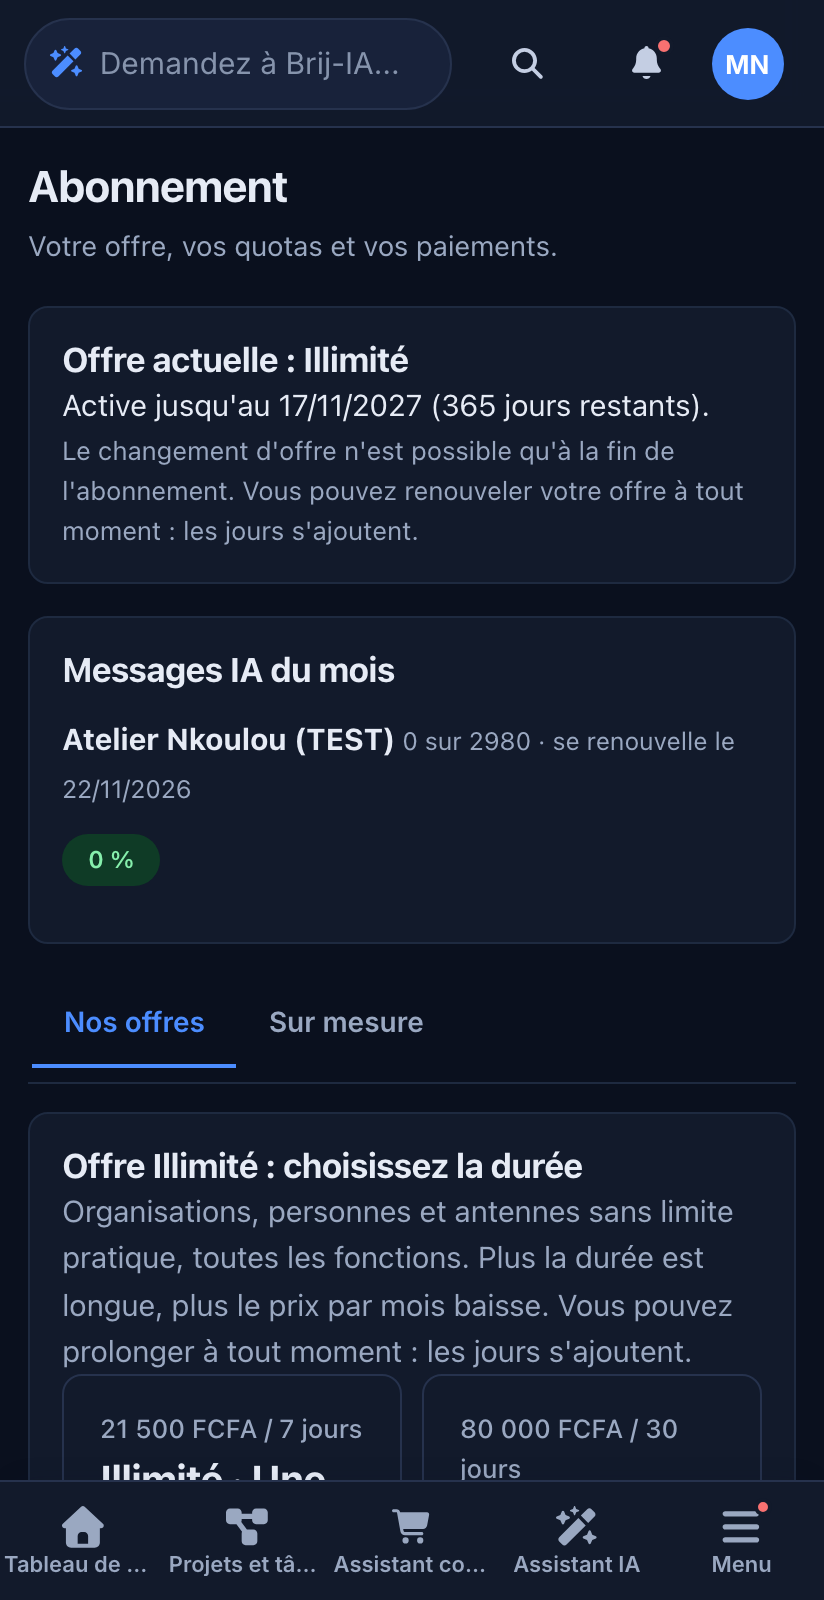 Demandez à Brij-IA...
MN
Abonnement
Votre offre, vos quotas et vos paiements.
Offre actuelle : Illimité
Active jusqu'au 17/11/2027 (365 jours restants).
Le changement d'offre n'est possible qu'à la fin de
l'abonnement. Vous pouvez renouveler votre offre à tout
moment : les jours s'ajoutent.
Messages IA du mois
Atelier Nkoulou (TEST) 0 sur 2980 · se renouvelle le
22/11/2026
0 %
Nos offres
Sur mesure
Offre Illimité : choisissez la durée
Organisations, personnes et antennes sans limite
pratique, toutes les fonctions. Plus la durée est
longue, plus le prix par mois baisse. Vous pouvez
prolonger à tout moment : les jours s'ajoutent.
21 500 FCFA / 7 jours
Illimité · Une
80 000 FCFA / 30
jours
Tableau de ...
Projets et tâ...
Assistant co...
Assistant IA
Menu